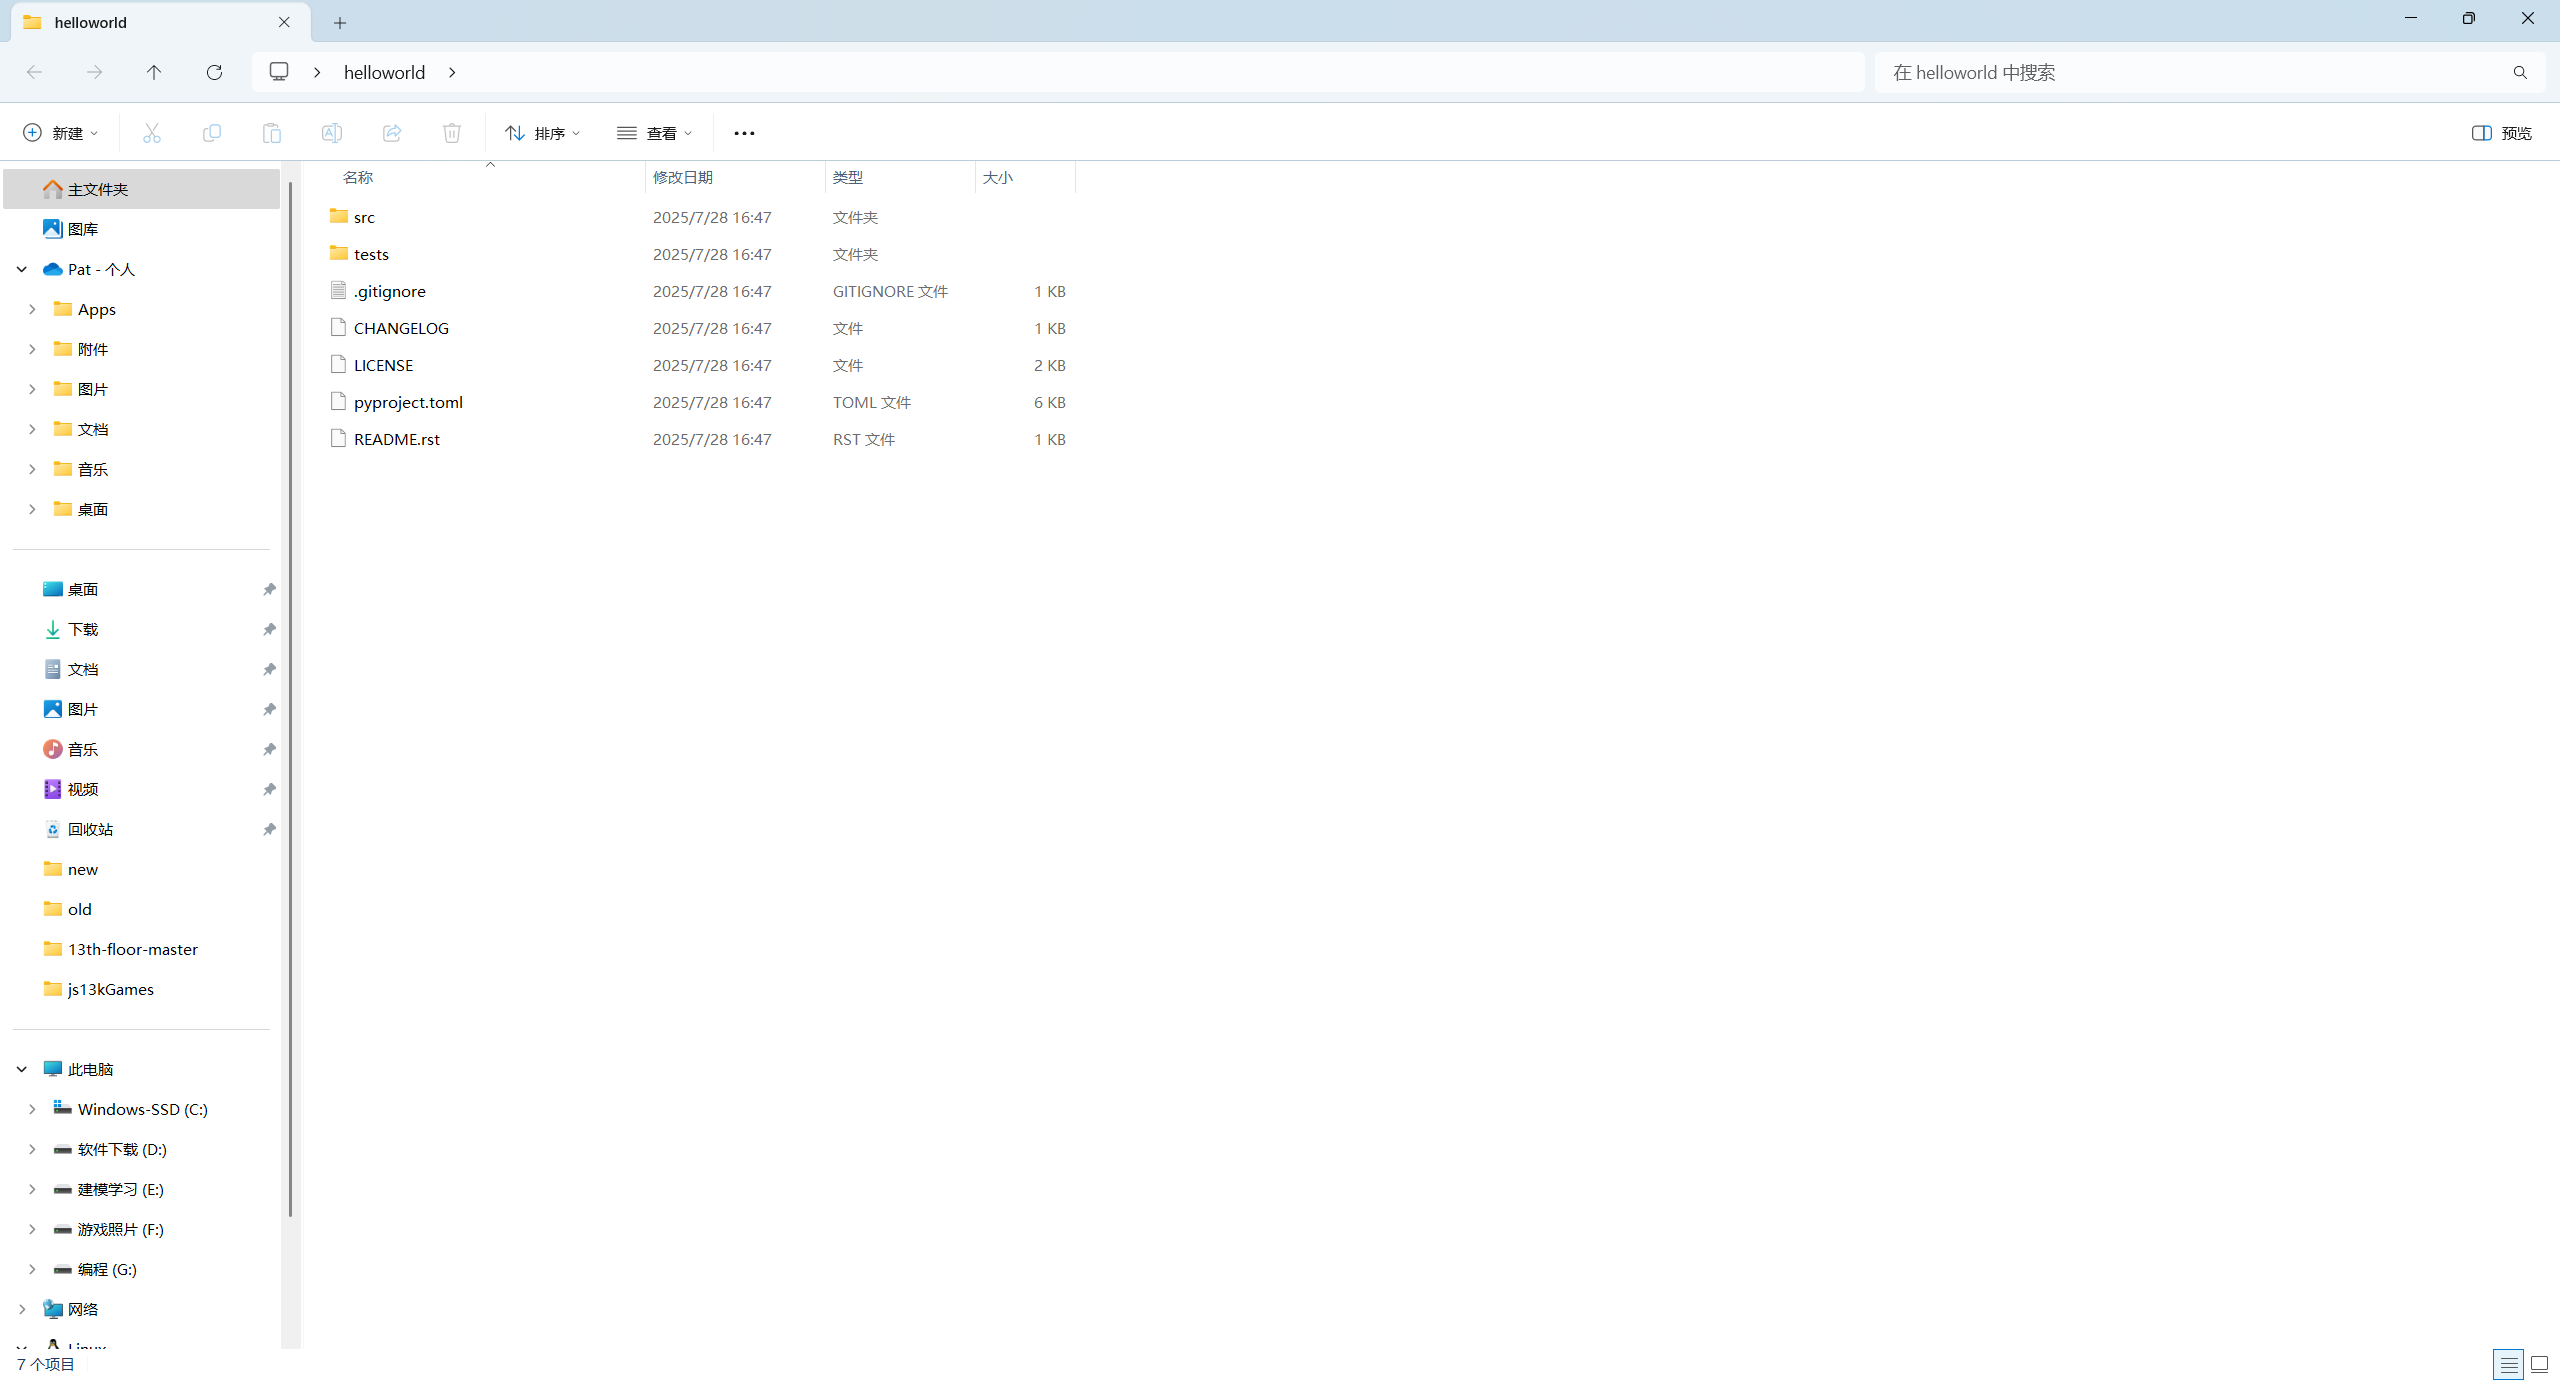 helloworld
helloworld
在 helloworld 中搜索
新建
排序
查看
预览
名称 修改日期 类型 大小
src 2025/7/28 16:47 文件夹
tests 2025/7/28 16:47 文件夹
.gitignore 2025/7/28 16:47 GITIGNORE 文件 1 KB
CHANGELOG 2025/7/28 16:47 文件 1 KB
LICENSE 2025/7/28 16:47 文件 2 KB
pyproject.toml 2025/7/28 16:47 TOML 文件 6 KB
README.rst 2025/7/28 16:47 RST 文件 1 KB
主文件夹
图库
Pat - 个人
Apps
附件
图片
文档
音乐
桌面
桌面
下载
文档
图片
音乐
视频
回收站
new
old
13th-floor-master
js13kGames
此电脑
Windows-SSD (C:)
软件下载 (D:)
建模学习 (E:)
游戏照片 (F:)
编程 (G:)
网络
Linux
7 个项目